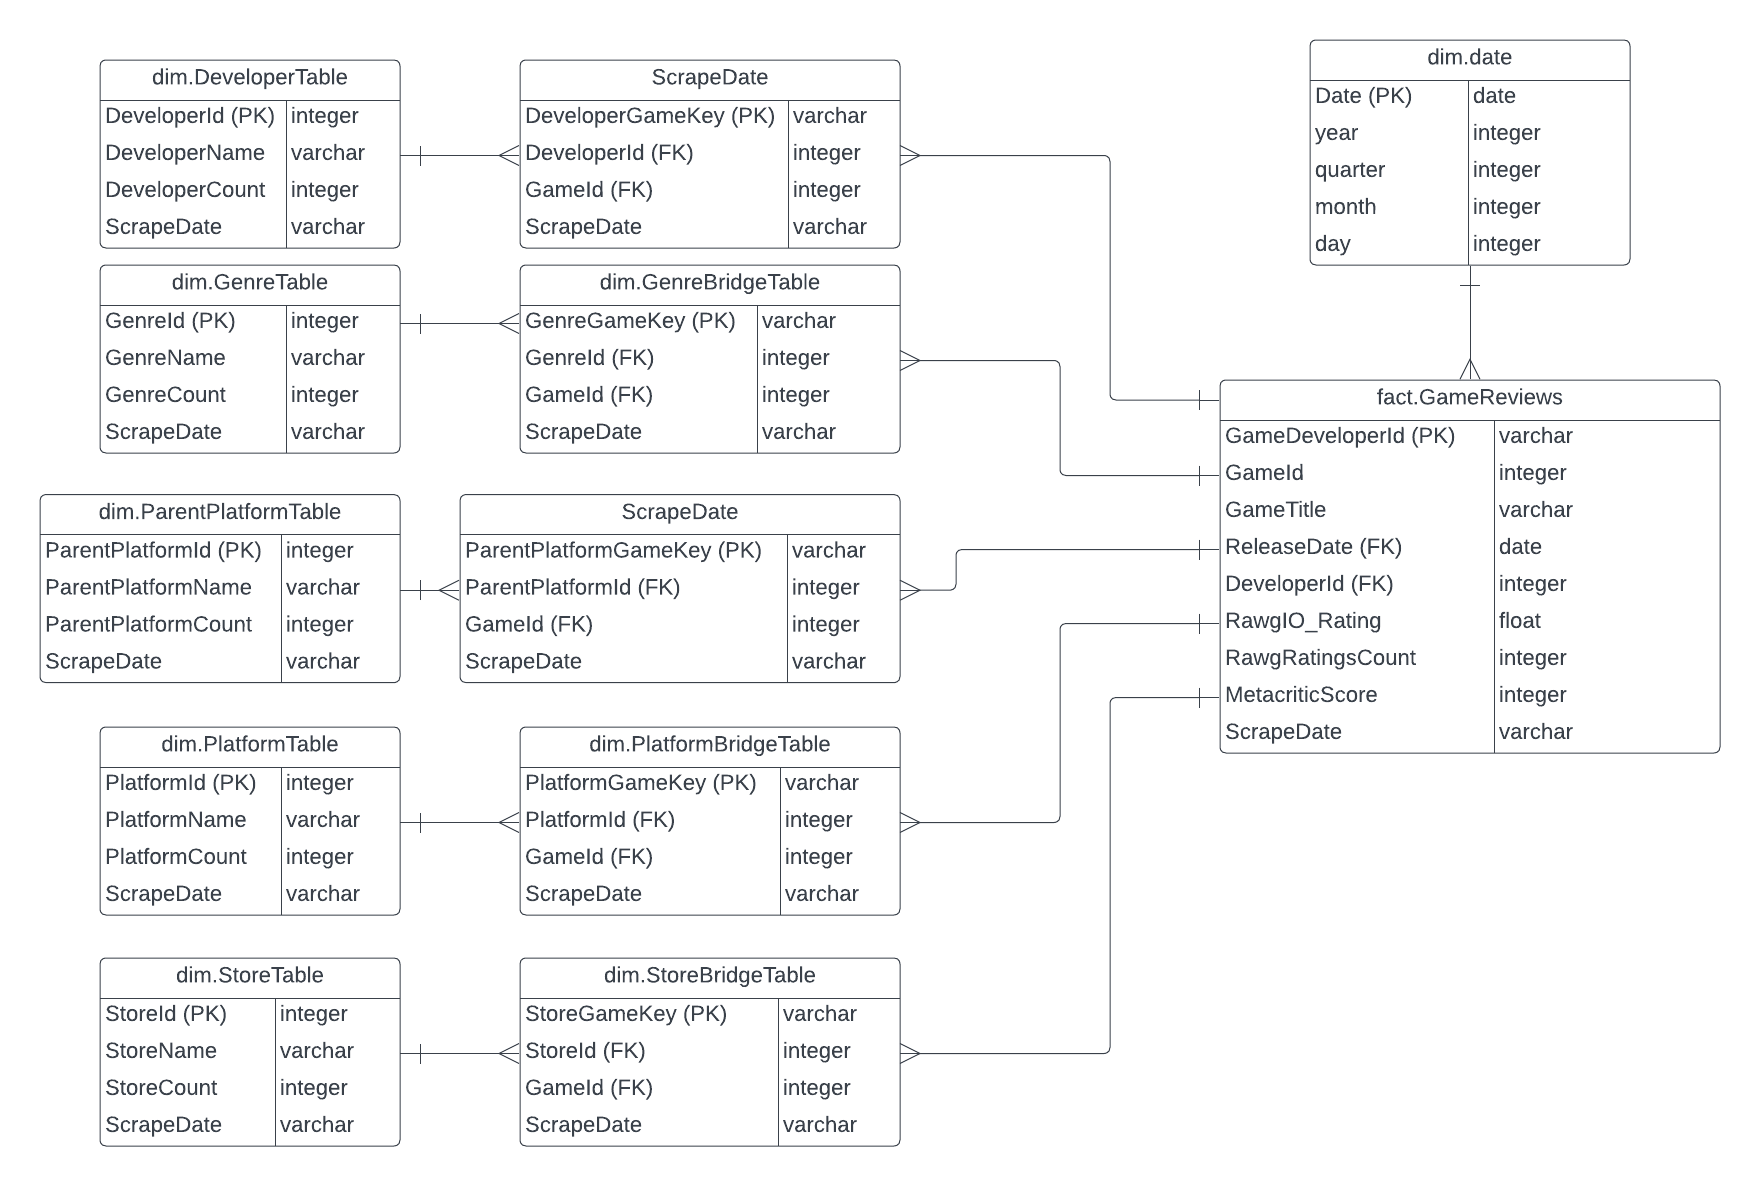 dim.DeveloperTable
DeveloperId (PK) integer
DeveloperName varchar
DeveloperCount integer
ScrapeDate varchar
ScrapeDate
DeveloperGameKey (PK) varchar
DeveloperId (FK) integer
GameId (FK) integer
ScrapeDate varchar
dim.date
Date (PK) date
year integer
quarter integer
month integer
day integer
dim.GenreTable
GenreId (PK) integer
GenreName varchar
GenreCount integer
ScrapeDate varchar
dim.GenreBridgeTable
GenreGameKey (PK) varchar
GenreId (FK) integer
GameId (FK) integer
ScrapeDate varchar
fact.GameReviews
GameDeveloperId (PK) varchar
GameId integer
GameTitle varchar
ReleaseDate (FK) date
DeveloperId (FK) integer
RawgIO_Rating float
RawgRatingsCount integer
MetacriticScore integer
ScrapeDate varchar
dim.ParentPlatformTable
ParentPlatformId (PK) integer
ParentPlatformName varchar
ParentPlatformCount integer
ScrapeDate varchar
ScrapeDate
ParentPlatformGameKey (PK) varchar
ParentPlatformId (FK) integer
GameId (FK) integer
ScrapeDate varchar
dim.PlatformTable
PlatformId (PK) integer
PlatformName varchar
PlatformCount integer
ScrapeDate varchar
dim.PlatformBridgeTable
PlatformGameKey (PK) varchar
PlatformId (FK) integer
GameId (FK) integer
ScrapeDate varchar
dim.StoreTable
StoreId (PK) integer
StoreName varchar
StoreCount integer
ScrapeDate varchar
dim.StoreBridgeTable
StoreGameKey (PK) varchar
StoreId (FK) integer
GameId (FK) integer
ScrapeDate varchar